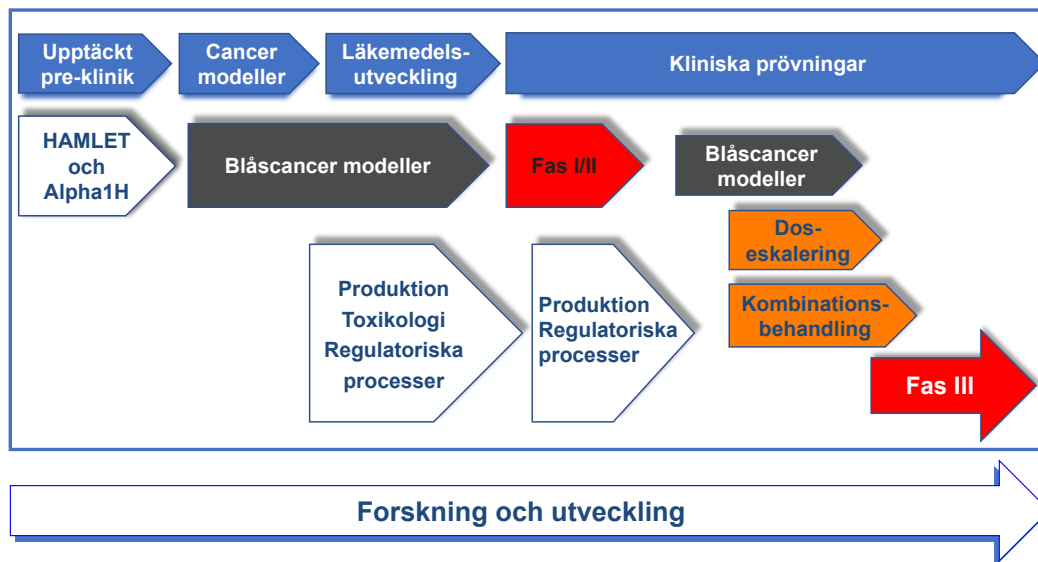 Upptäckt
pre-klinik
Cancer
modeller
Läkemedels-
utveckling
Kliniska prövningar
HAMLET
och
Alpha1H
Blåscancer modeller
Fas I/II
Blåscancer
modeller
Dos-
eskalering
Produktion
Toxikologi
Regulatoriska
processer
Produktion
Regulatoriska
processer
Kombinations-
behandling
Fas III
Forskning och utveckling